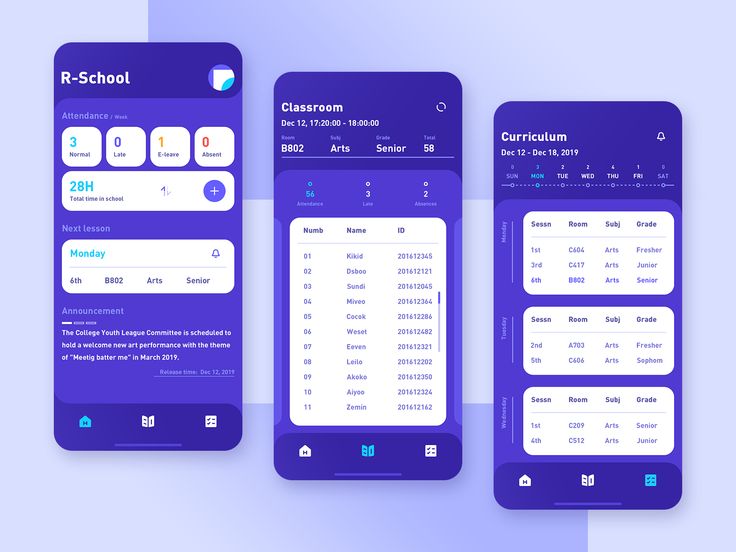 R-School
Attendance / Week
3 0 1 0
Normal Late E-leave Absent
28H
Total time in school
Next lesson
Monday
6th B802 Arts Senior
Announcement
The College Youth League Committee is scheduled to
hold a welcome new art performance with the theme
of "Meetig batter me" in March 2019.
Release time: Dec 12, 2019
Classroom
Dec 12, 17:20:00 - 18:00:00
Room Subj Grade Total
B802 Arts Senior 58
56 3 2
Attendance Late Absences
Numb Name ID
01 Kikid 201612345
02 Dsboo 201612121
03 Sundi 201612045
04 Miveo 201612364
05 Cocok 201612286
06 Weset 201612482
07 Eeven 201612321
08 Leilo 201612202
09 Akoko 201612350
10 Aiyoo 201612324
11 Zemin 201612162
Curriculum
Dec 12 - Dec 18, 2019
0 3 2 2 4 1 0
SUN MON TUE WED THU FRI SAT
Monday
Sessn Room Subj Grade
1st C604 Arts Fresher
3rd C417 Arts Junior
6th B802 Arts Senior
Tuesday
Sessn Room Subj Grade
2nd A703 Arts Fresher
5th C606 Arts Sophom
Wednesday
Sessn Room Subj Grade
1st C209 Arts Senior
4th C512 Arts Junior